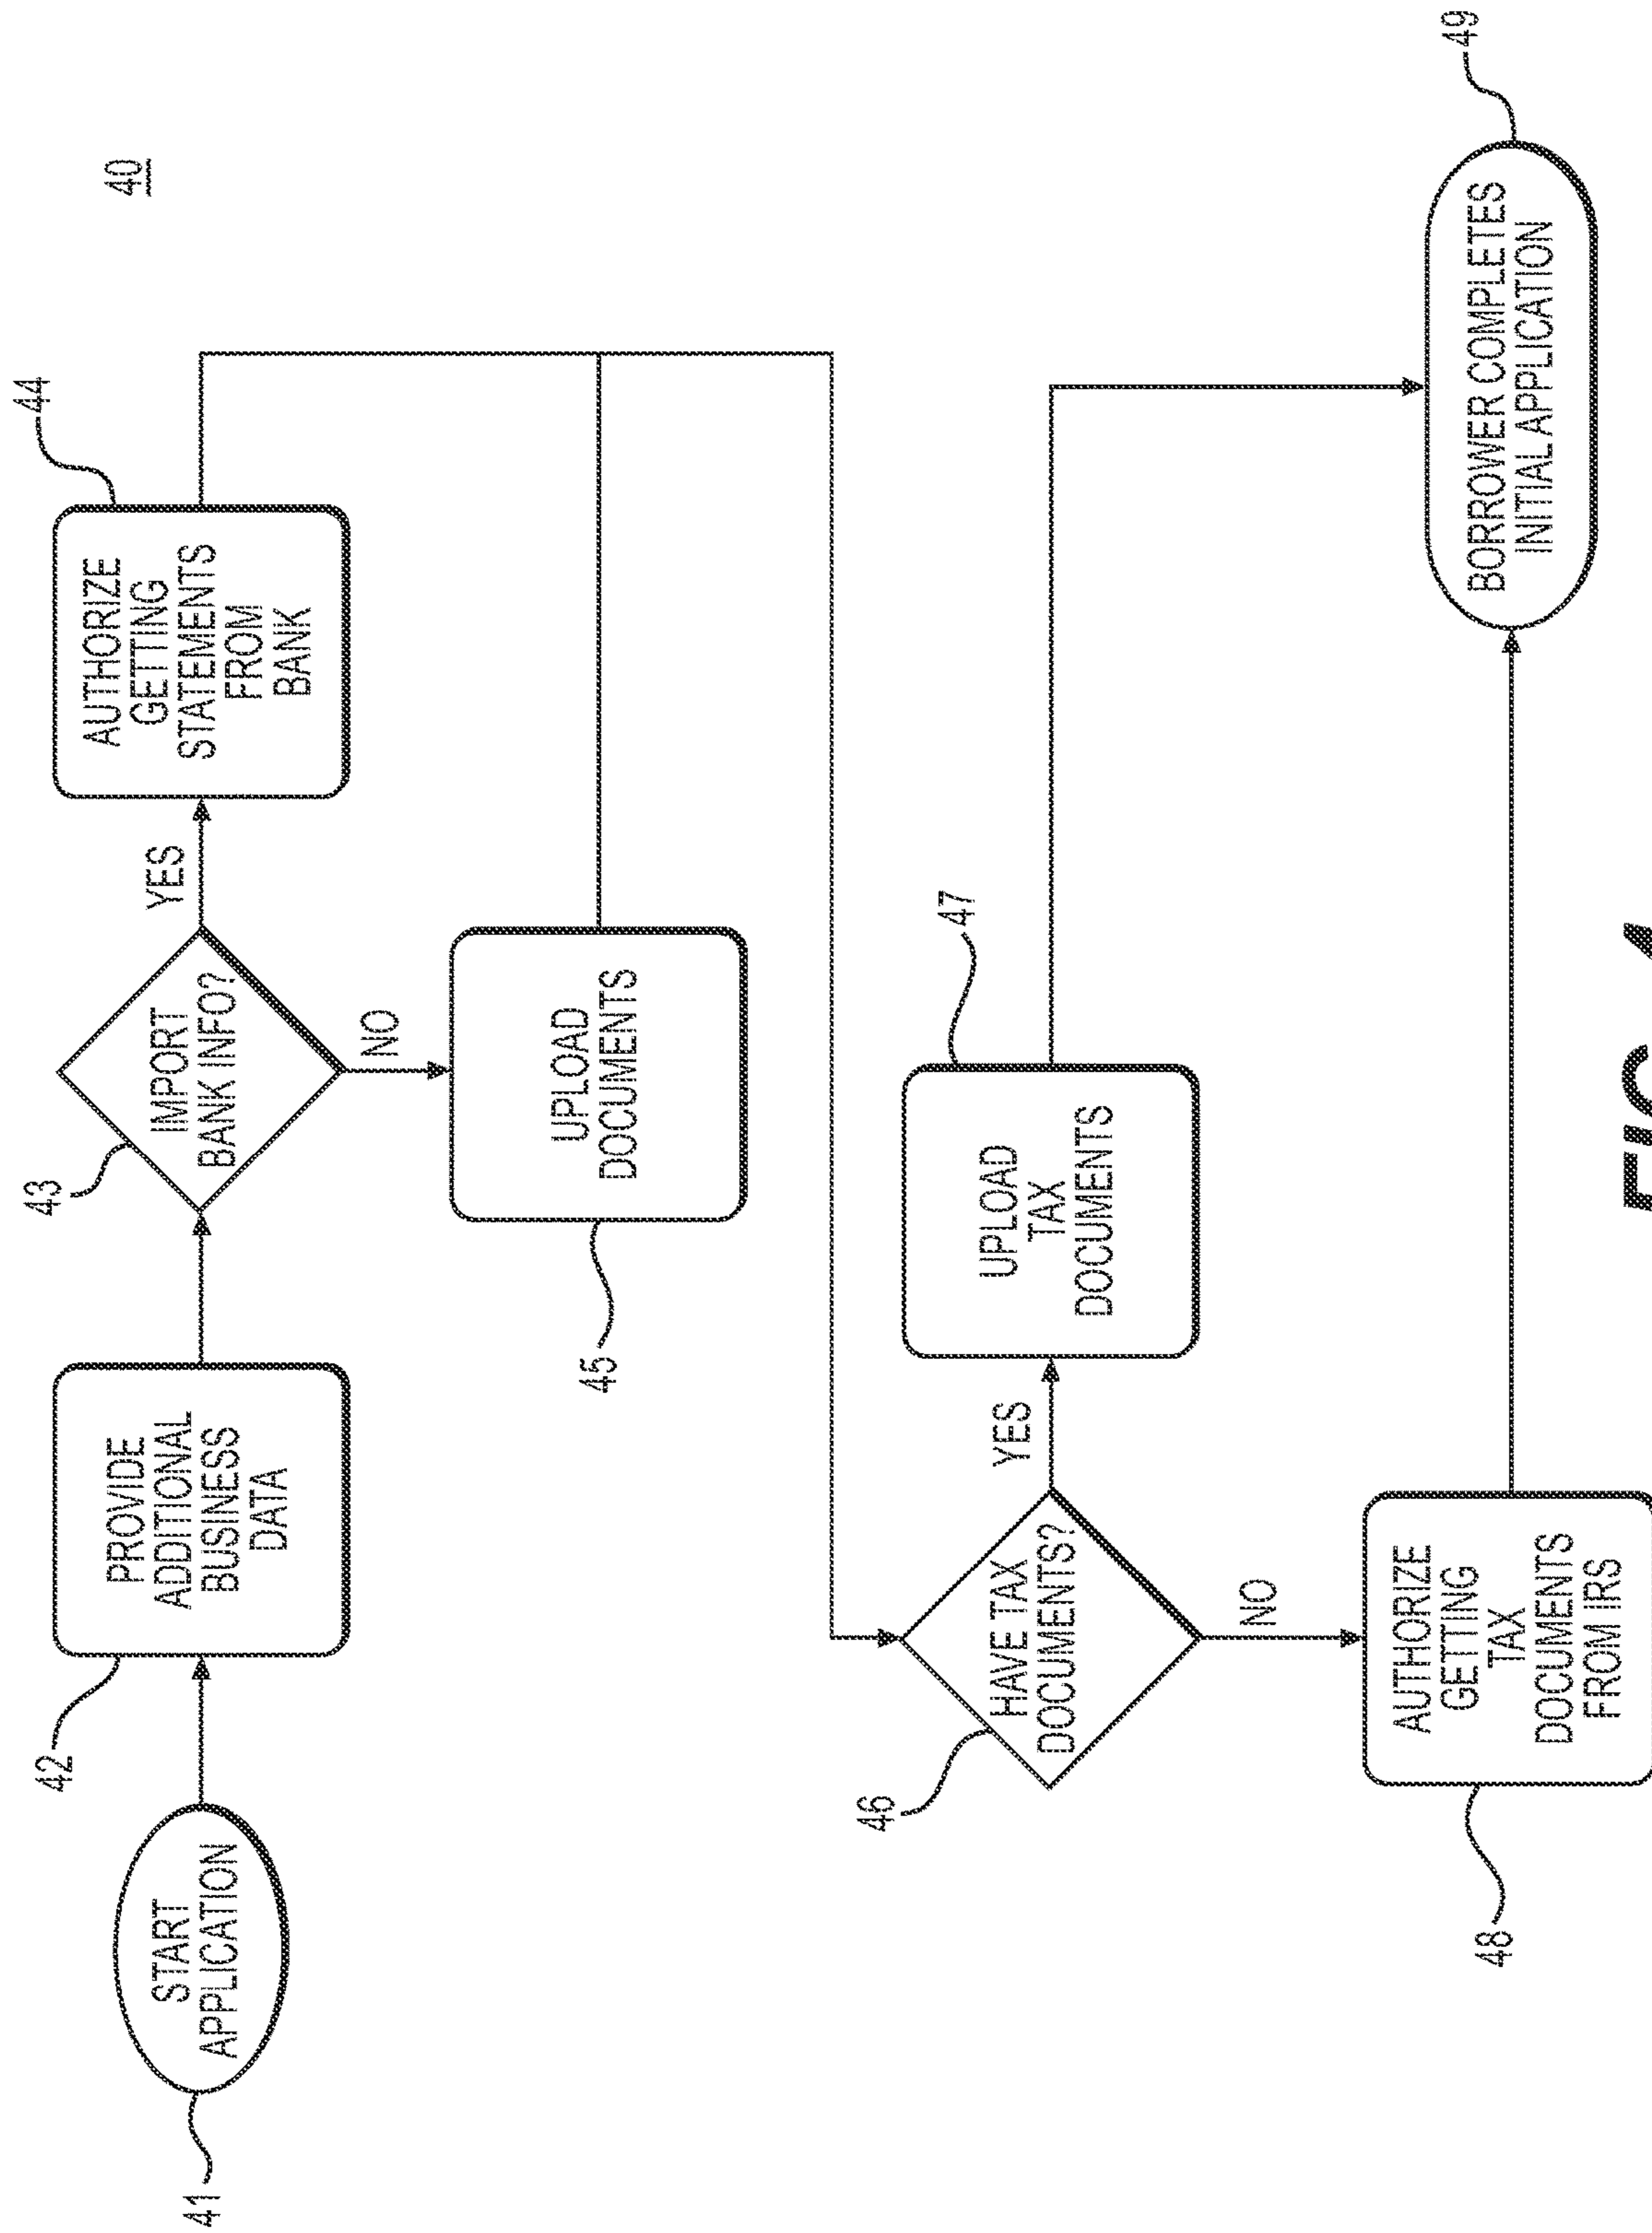 40
41
START
APPLICATION
42
PROVIDE
ADDITIONAL
BUSINESS
DATA
43
IMPORT
BANK INFO?
YES
44
AUTHORIZE
GETTING
STATEMENTS
FROM
BANK
NO
45
UPLOAD
DOCUMENTS
46
HAVE TAX
DOCUMENTS?
YES
47
UPLOAD
TAX
DOCUMENTS
NO
48
AUTHORIZE
GETTING
TAX
DOCUMENTS
FROM IRS
49
BORROWER COMPLETES
INITIAL APPLICATION